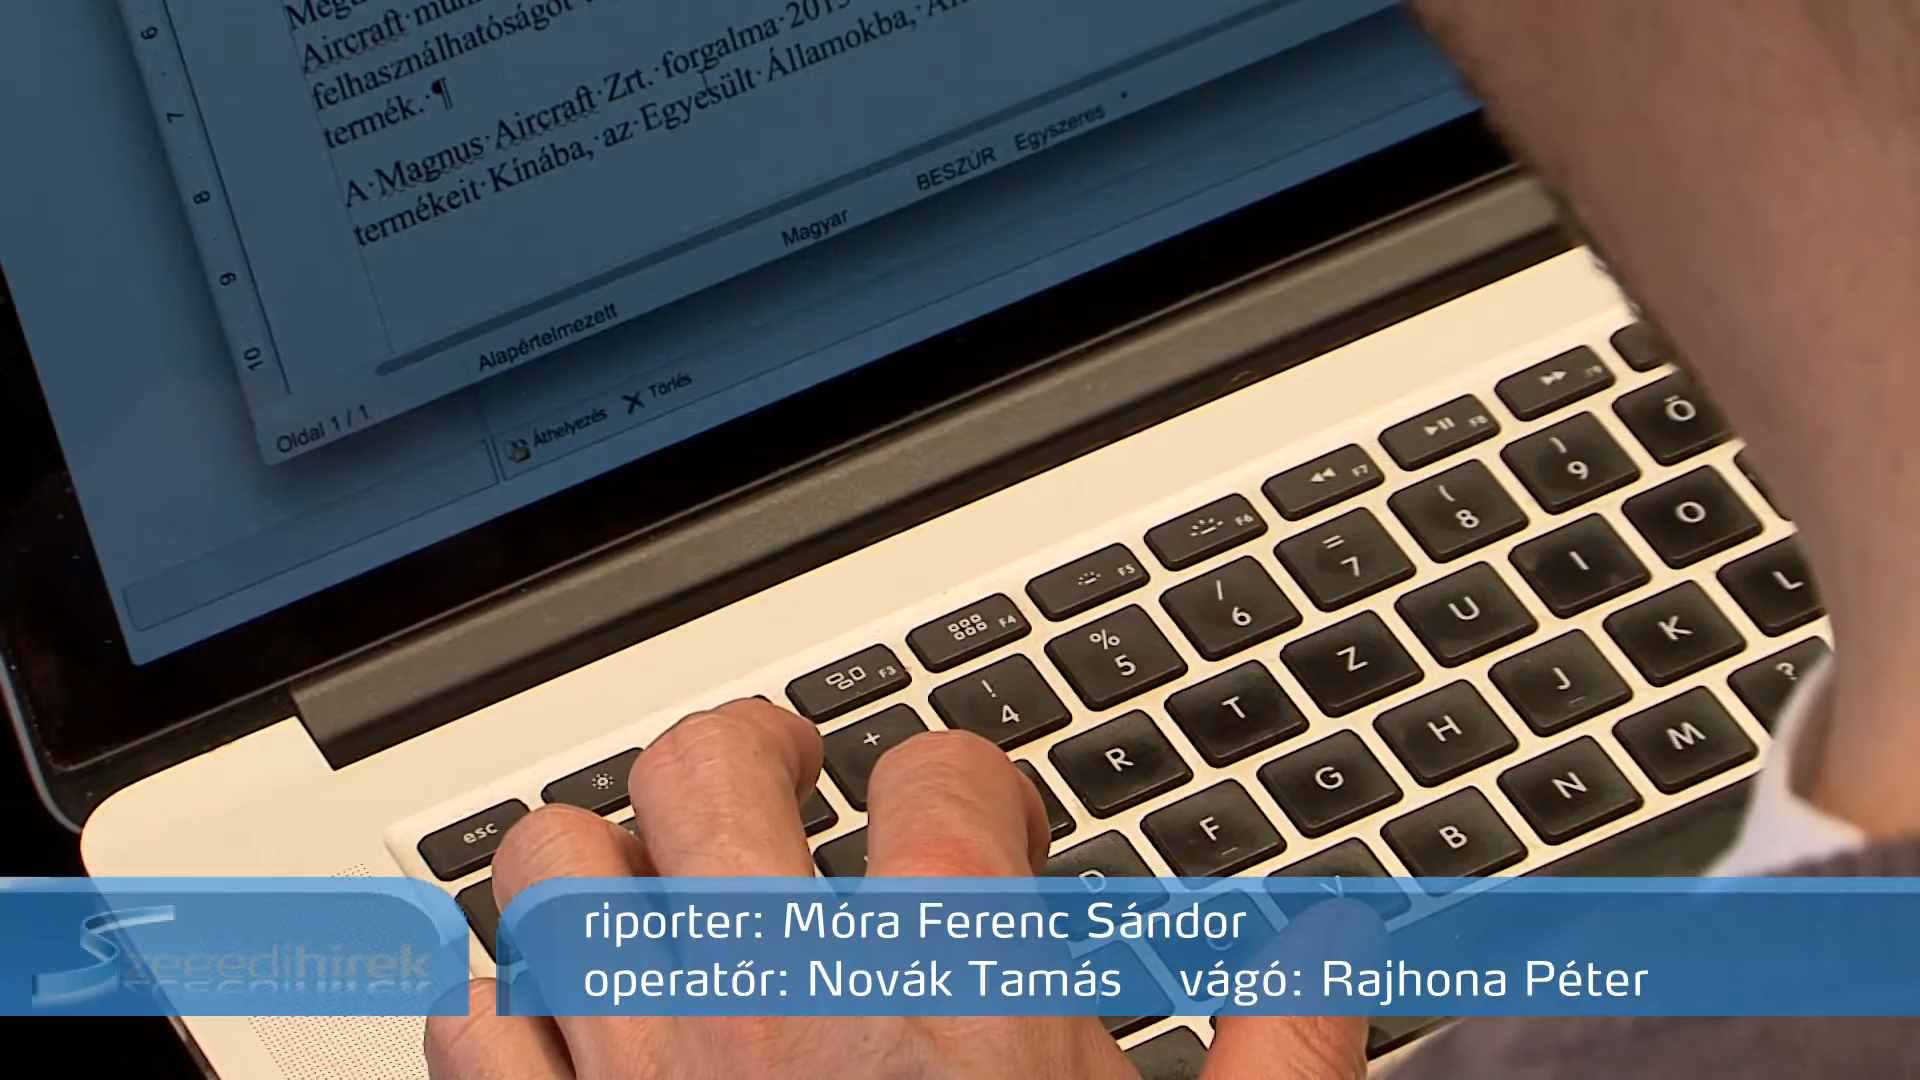 Aircraft
felhasználhatóságot
termék. ¶
A Magnus Aircraft Zrt. forgalma
termékeit Kínába, az Egyesült Államokba,
6
7
8
9
10
Oldal 1 / 1
Alapértelmezett
Magyar
BESZÚR
Egyszeres
Áthelyezés
Törlés
esc
F3
F4
F5
F6
F7
F8
+
! 4
% 5
/ 6
= 7
( 8
) 9
R T Z U I O
D F G H J K L
B N M ?
szegedihírek
riporter: Móra Ferenc Sándor
operatőr: Novák Tamás vágó: Rajhona Péter